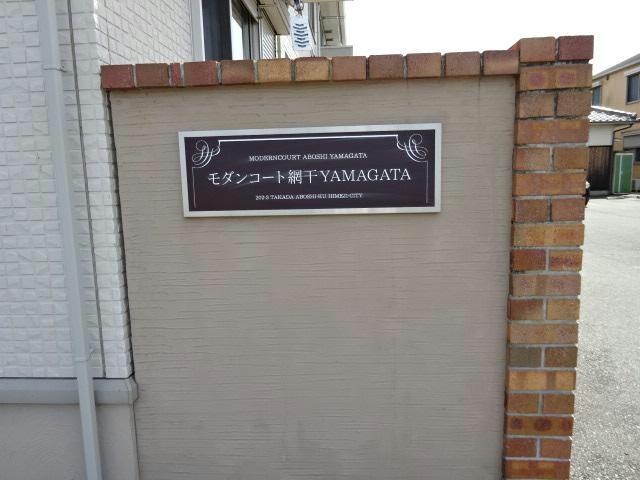 MODERNCOURT ABOSHI YAMAGATA
モダンコート網干YAMAGATA
202-3 TAKADA ABOSHI-KU HIMEJI-CITY